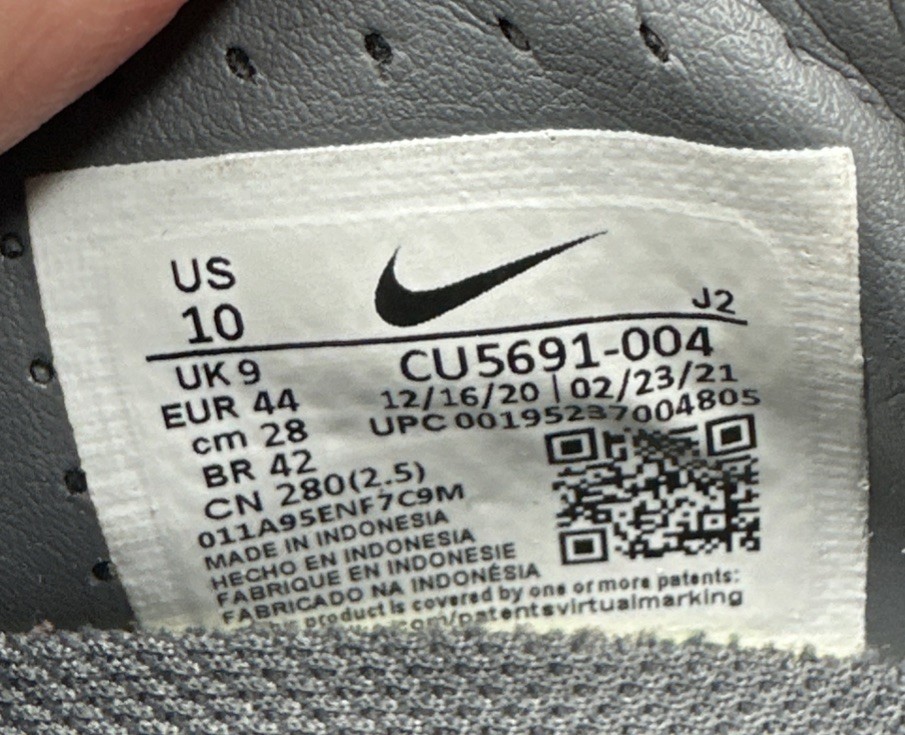 US
10
J2
UK 9
EUR 44
cm 28
BR 42
CN 280(2.5)
011A95ENF7C9M
CU5691-004
12/16/20 | 02/23/21
UPC 00195237004805
MADE IN INDONESIA
HECHO EN INDONESIA
FABRIQUE EN INDONESIE
FABRICADO NA INDONÉSIA
product is covered by one or more patents:
.com/patentsvirtualmarking